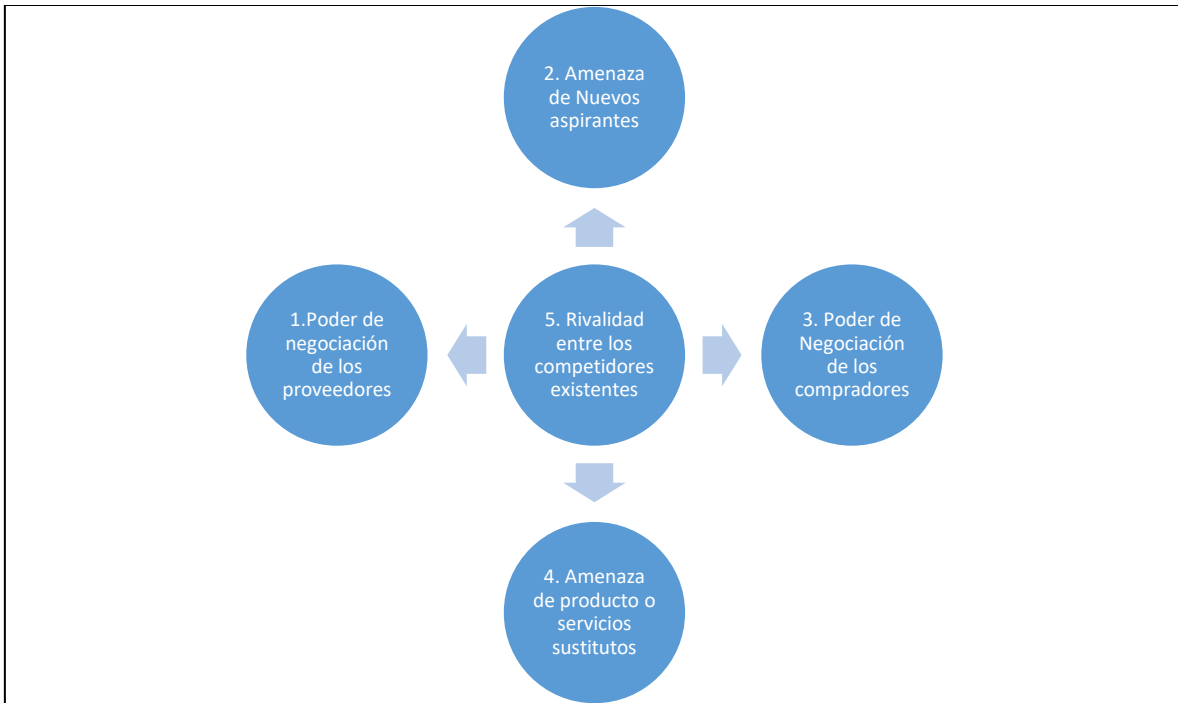 2. Amenaza
de Nuevos
aspirantes
1.Poder de
negociación
de los
proveedores
5. Rivalidad
entre los
competidores
existentes
3. Poder de
Negociación
de los
compradores
4. Amenaza
de producto o
servicios
sustitutos